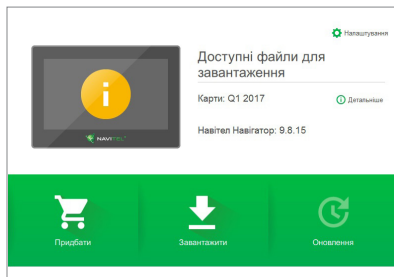 Налаштування
Доступні файли для
завантаження
Карти: Q1 2017
Детальніше
Навітел Навігатор: 9.8.15
NAVITEL
Придбати
Завантажити
Оновлення